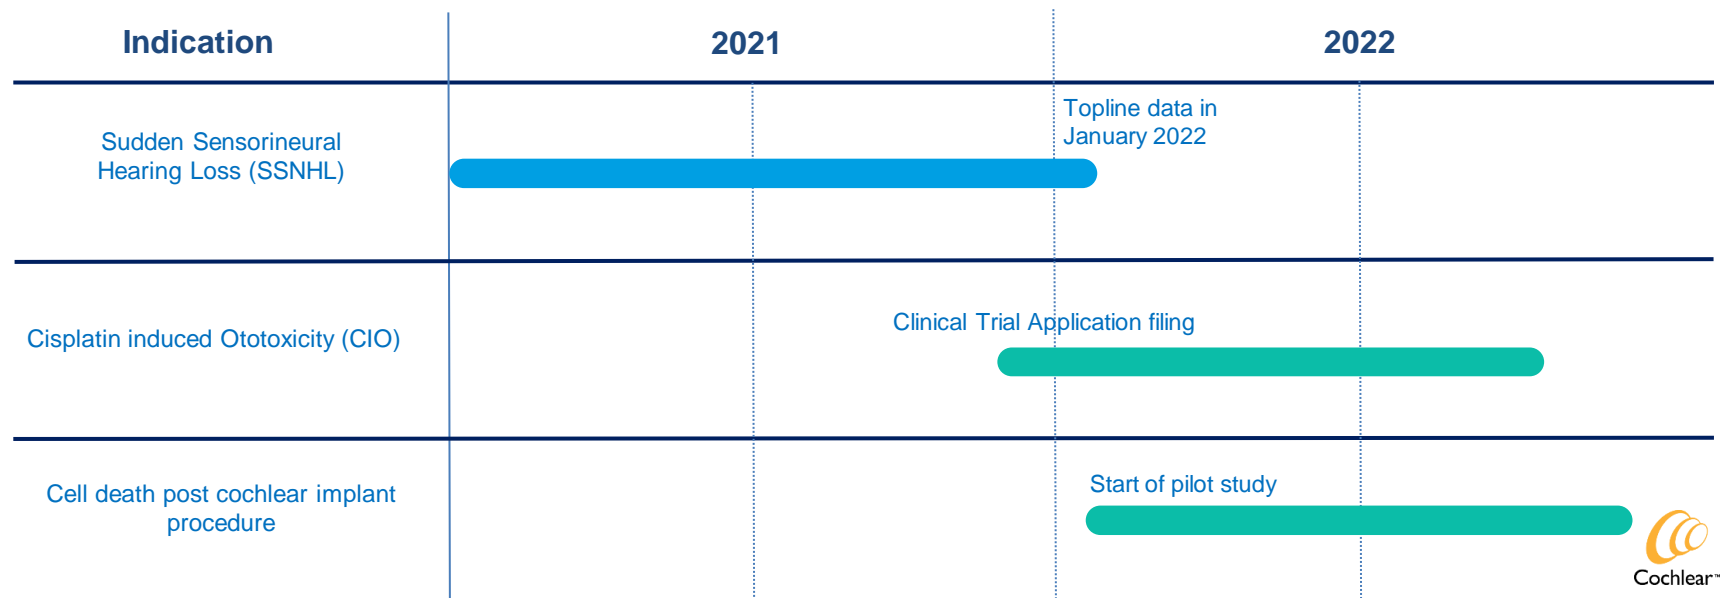 Indication
2021
2022
Sudden Sensorineural
Hearing Loss (SSNHL)
Topline data in
January 2022
Cisplatin induced Ototoxicity (CIO)
Clinical Trial Application filing
Cell death post cochlear implant
procedure
Start of pilot study
Cochlear™